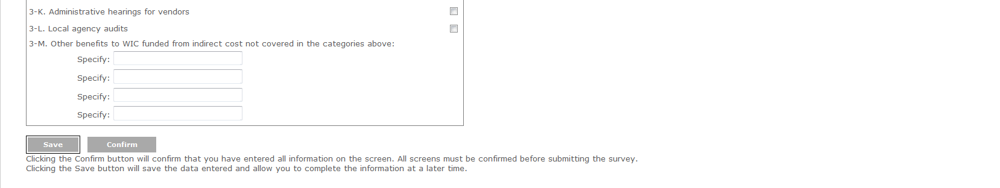 3-K. Administrative hearings for vendors
3-L. Local agency audits
3-M. Other benefits to WIC funded from indirect cost not covered in the categories above:
Specify:
Specify:
Specify:
Specify:
Save Confirm
Clicking the Confirm button will confirm that you have entered all information on the screen. All screens must be confirmed before submitting the survey.
Clicking the Save button will save the data entered and allow you to complete the information at a later time.